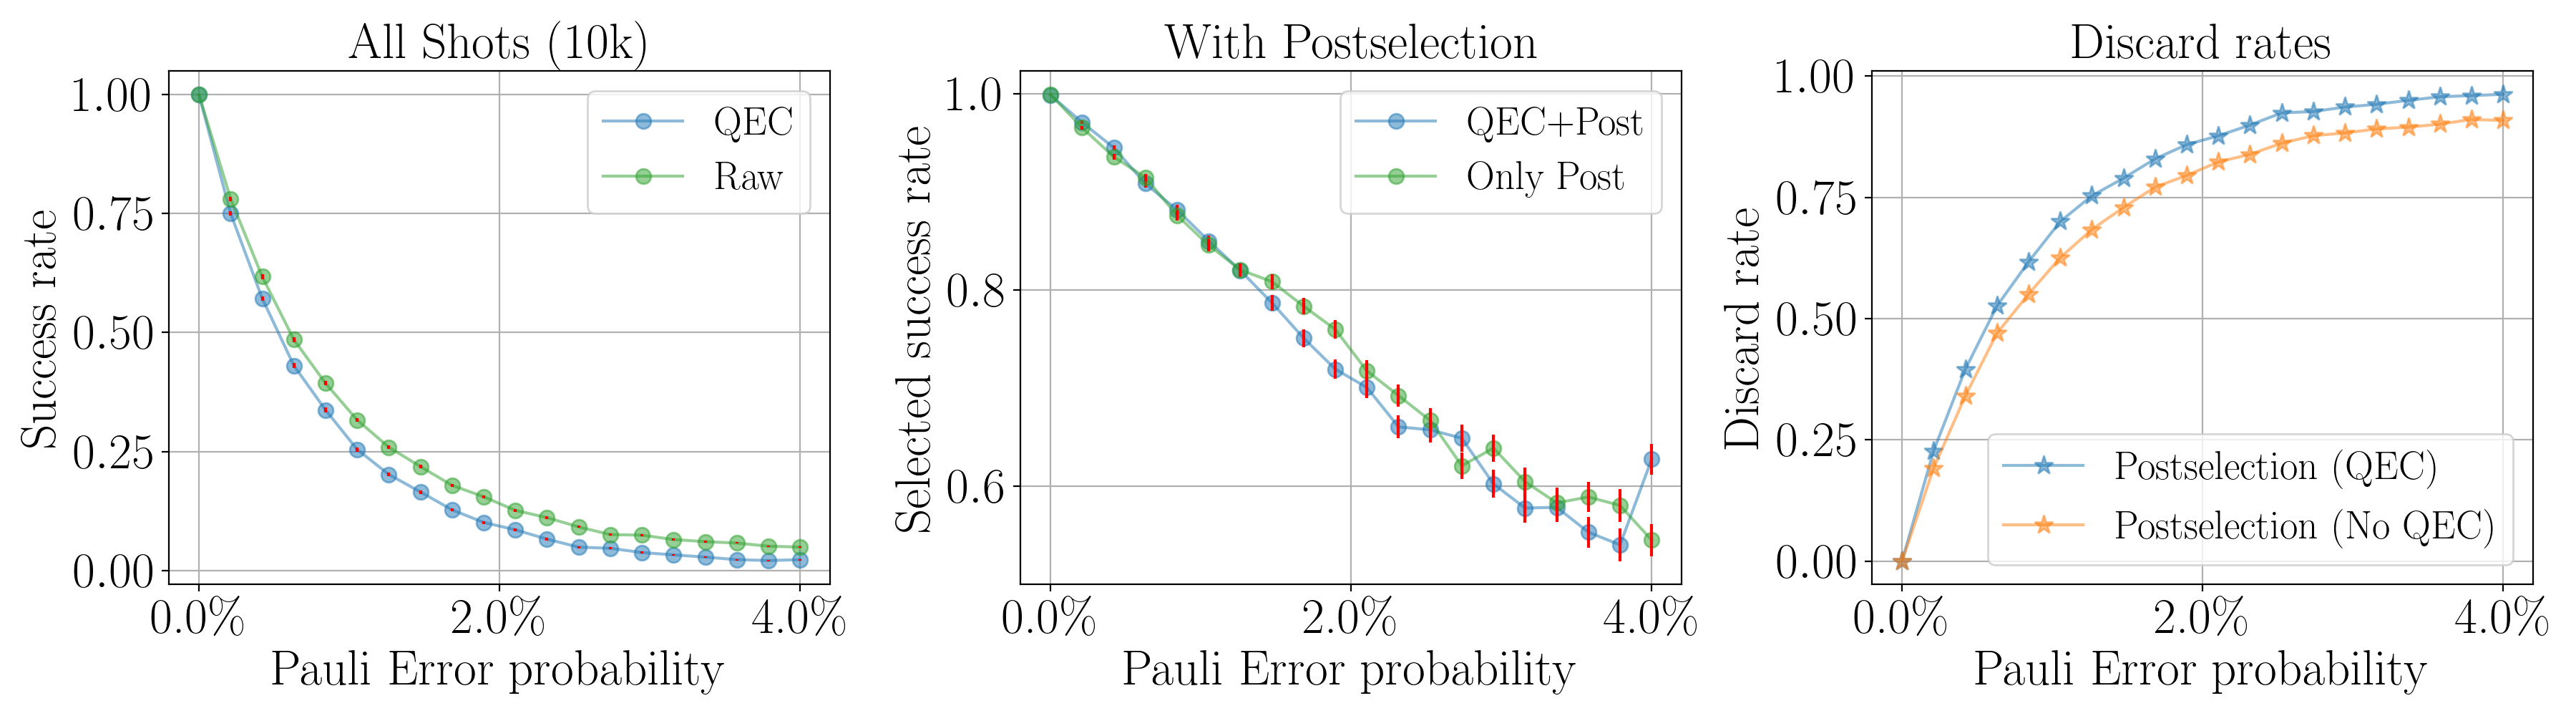 All Shots (10k)
Success rate
1.00
0.75
0.50
0.25
0.00
QEC
Raw
0.0%
2.0%
4.0%
Pauli Error probability
With Postselection
Selected success rate
1.0
0.8
0.6
QEC+Post
Only Post
0.0%
2.0%
4.0%
Pauli Error probability
Discard rates
Discard rate
1.00
0.75
0.50
0.25
0.00
Postselection (QEC)
Postselection (No QEC)
0.0%
2.0%
4.0%
Pauli Error probability